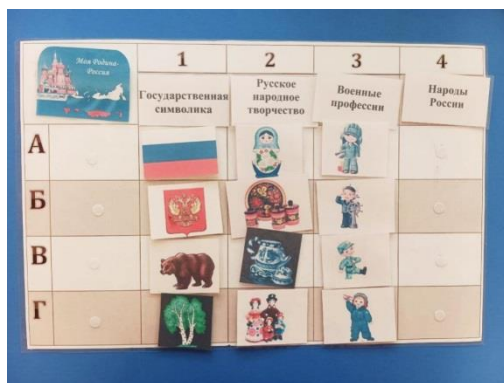 Моя Родина-
Россия
1
2
3
4
Государственная
символика
Русское
народное
творчество
Военные
профессии
Народы
России
А
Б
В
Г